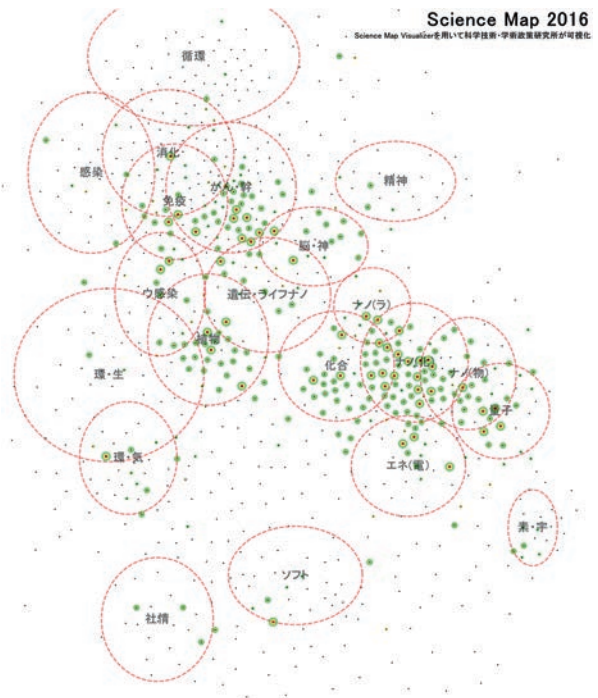 Science Map 2016
Science Map Visualizerを用いて科学技術・学術政策研究所が可視化
循環
消化
感染
がん・幹
精神
免疫
脳・神
ウ感染
遺伝・ライフナノ
ナノ(ラ)
植物
化合
ナノ(化)
ナノ(物)
環・生
量子
環・気
エネ(電)
素・宇
ソフト
社情